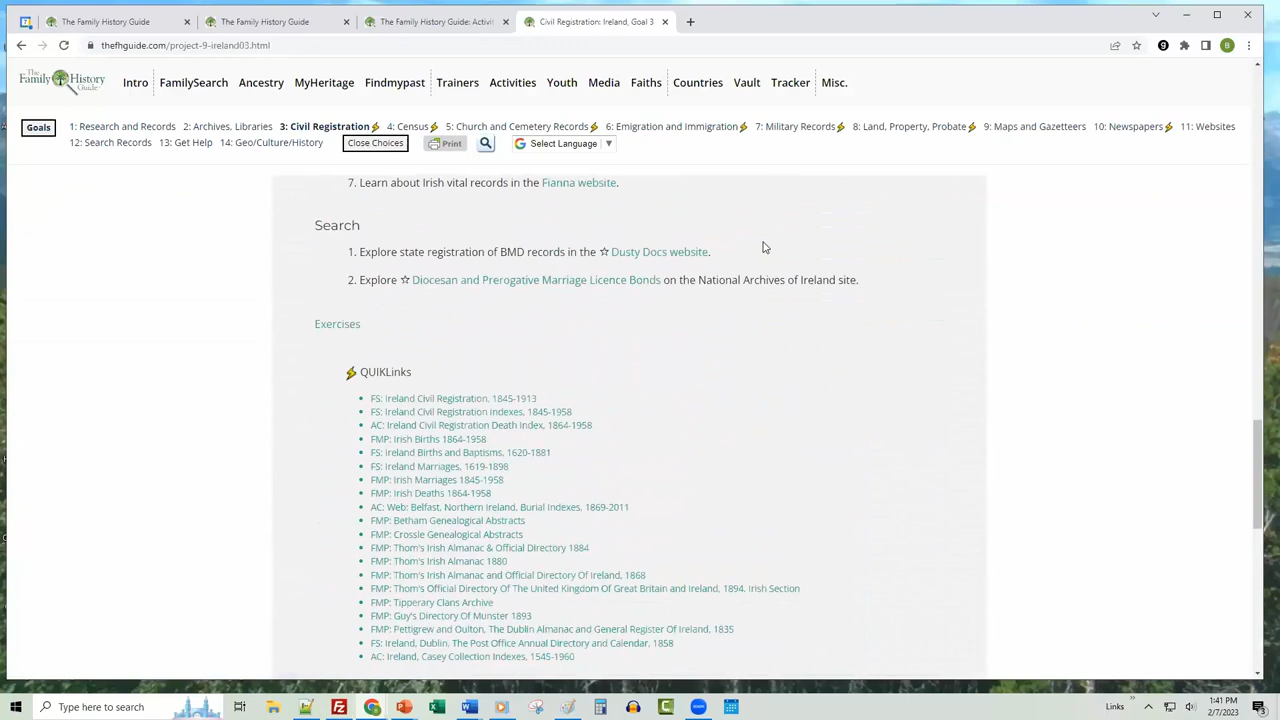 The Family History Guide
The Family History Guide
The Family History Guide: Activit
Civil Registration: Ireland, Goal 3
thefhguide.com/project-9-ireland03.html
B
The Family History Guide
Intro FamilySearch Ancestry MyHeritage Findmypast Trainers Activities Youth Media Faiths Countries Vault Tracker Misc.
Goals 1: Research and Records 2: Archives, Libraries 3: Civil Registration 4: Census 5: Church and Cemetery Records 6: Emigration and Immigration 7: Military Records 8: Land, Property, Probate 9: Maps and Gazetteers 10: Newspapers 11: Websites
12: Search Records 13: Get Help 14: Geo/Culture/History Close Choices Print Select Language ▼
7. Learn about Irish vital records in the Fianna website.
Search
1. Explore state registration of BMD records in the ☆ Dusty Docs website.
2. Explore ☆ Diocesan and Prerogative Marriage Licence Bonds on the National Archives of Ireland site.
Exercises
QUIKLinks
• FS: Ireland Civil Registration, 1845-1913
• FS: Ireland Civil Registration Indexes, 1845-1958
• AC: Ireland Civil Registration Death Index, 1864-1958
• FMP: Irish Births 1864-1958
• FS: Ireland Births and Baptisms, 1620-1881
• FS: Ireland Marriages, 1619-1898
• FMP: Irish Marriages 1845-1958
• FMP: Irish Deaths 1864-1958
• AC: Web: Belfast, Northern Ireland, Burial Indexes, 1869-2011
• FMP: Betham Genealogical Abstracts
• FMP: Crossle Genealogical Abstracts
• FMP: Thom's Irish Almanac & Official Directory 1884
• FMP: Thom's Irish Almanac 1880
• FMP: Thom's Irish Almanac and Official Directory Of Ireland, 1868
• FMP: Thom's Official Directory Of The United Kingdom Of Great Britain and Ireland, 1894. Irish Section
• FMP: Tipperary Clans Archive
• FMP: Guy's Directory Of Munster 1893
• FMP: Pettigrew and Oulton, The Dublin Almanac and General Register Of Ireland, 1835
• FS: Ireland, Dublin, The Post Office Annual Directory and Calendar, 1858
• AC: Ireland, Casey Collection Indexes, 1545-1960
Type here to search
Links
1:41 PM
2/7/2023